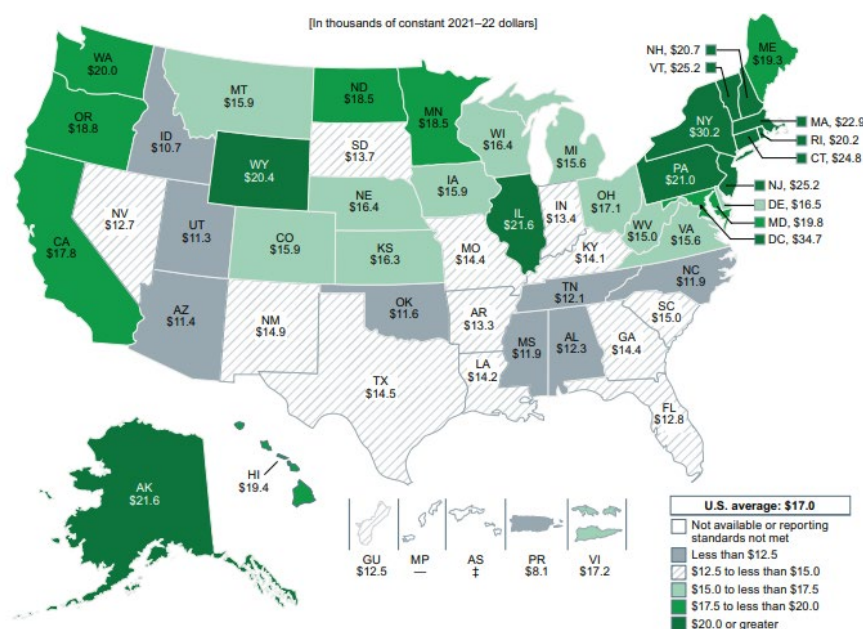 [In thousands of constant 2021–22 dollars]
WA
$20.0
OR
$18.8
CA
$17.8
NV
$12.7
ID
$10.7
MT
$15.9
WY
$20.4
UT
$11.3
AZ
$11.4
CO
$15.9
NM
$14.9
ND
$18.5
SD
$13.7
NE
$16.4
KS
$16.3
OK
$11.6
TX
$14.5
MN
$18.5
IA
$15.9
MO
$14.4
AR
$13.3
LA
$14.2
WI
$16.4
IL
$21.6
MI
$15.6
IN
$13.4
OH
$17.1
KY
$14.1
TN
$12.1
MS
$11.9
AL
$12.3
GA
$14.4
FL
$12.8
SC
$15.0
NC
$11.9
VA
$15.6
WV
$15.0
PA
$21.0
NY
$30.2
ME
$19.3
NH, $20.7
VT, $25.2
MA, $22.9
RI, $20.2
CT, $24.8
NJ, $25.2
DE, $16.5
MD, $19.8
DC, $34.7
AK
$21.6
HI
$19.4
GU
$12.5
MP
—
AS
‡
PR
$8.1
VI
$17.2
U.S. average: $17.0
Not available or reporting
standards not met
Less than $12.5
$12.5 to less than $15.0
$15.0 to less than $17.5
$17.5 to less than $20.0
$20.0 or greater